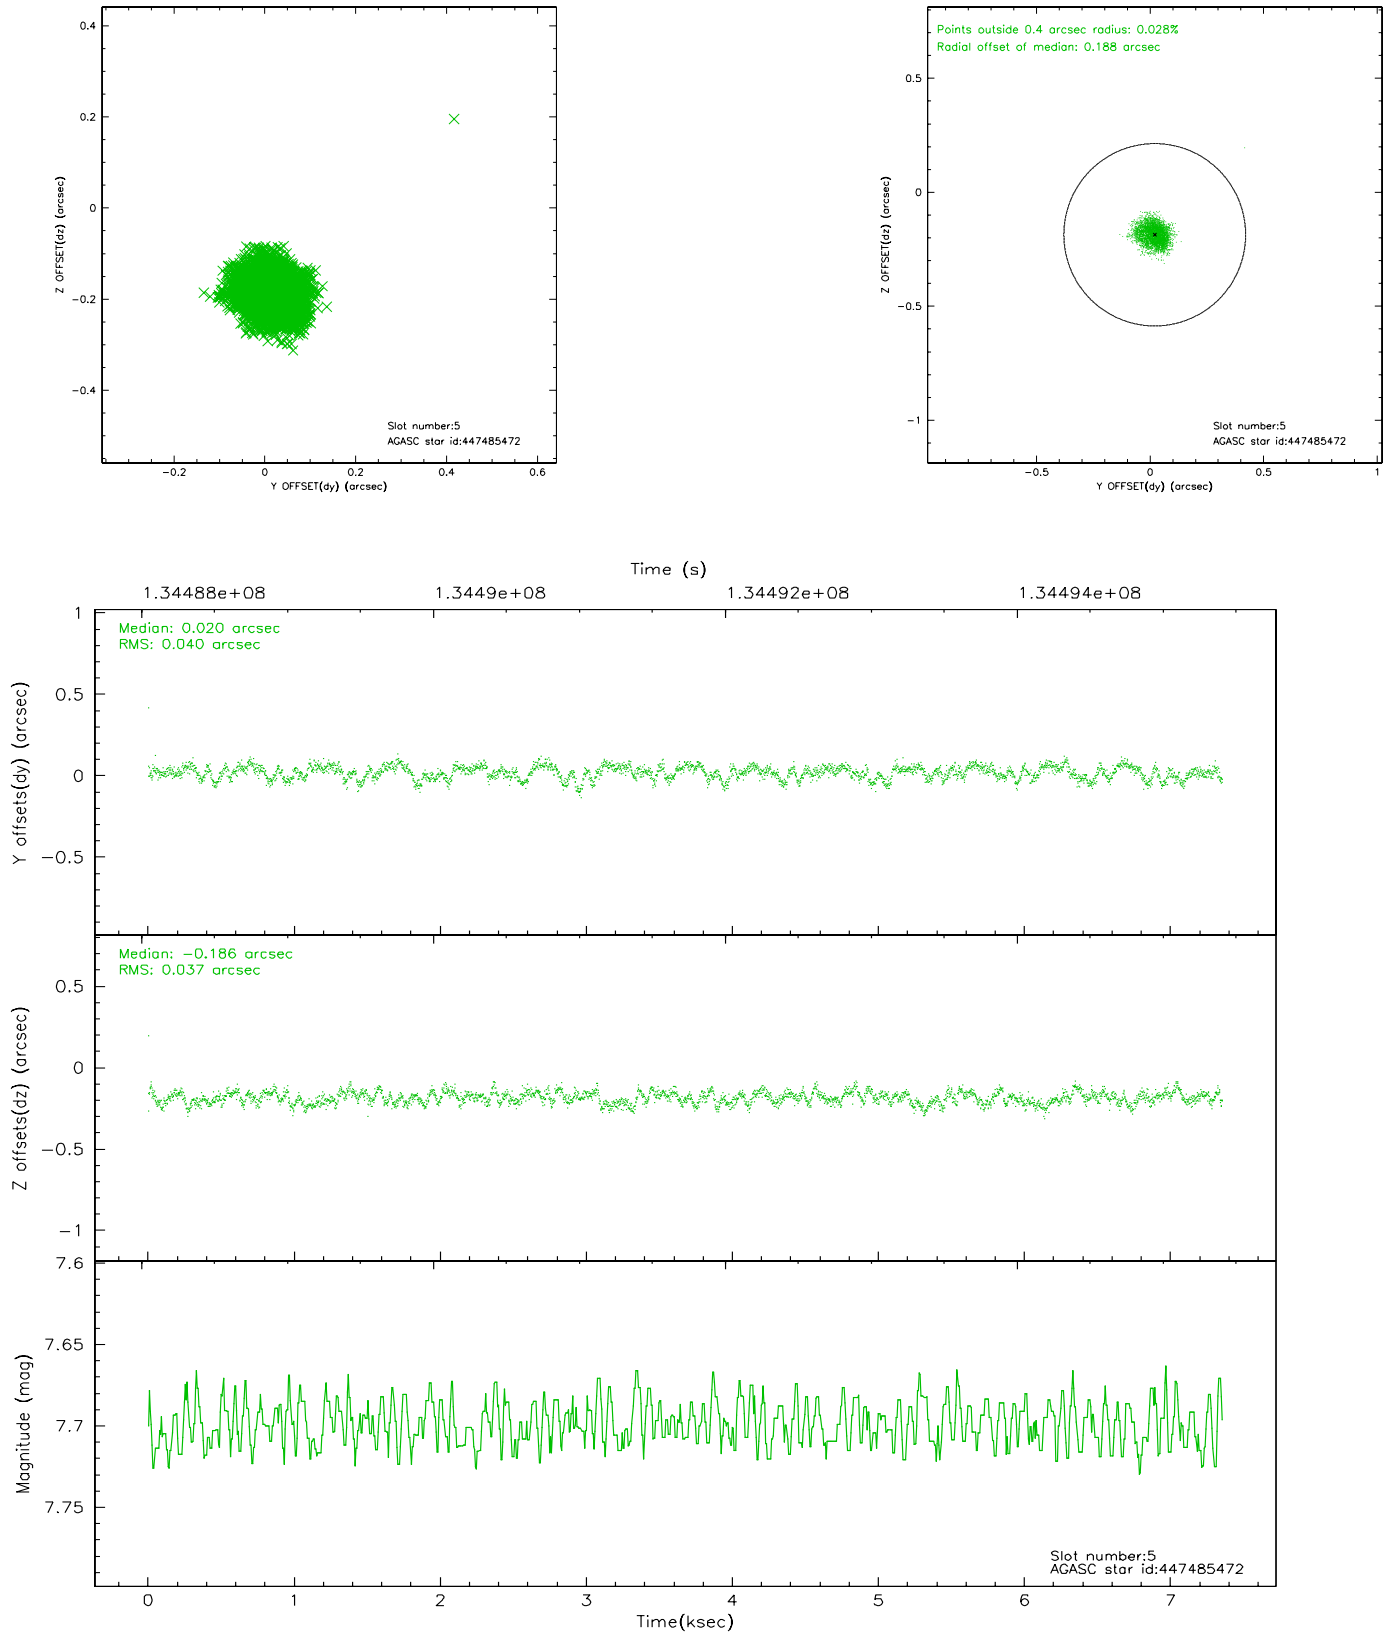 0.4
0.2
0
−0.2
−0.4
Z OFFSET(dz) (arcsec)
Slot number:5
AGASC star id:447485472
−0.2 0 0.2 0.4 0.6
Y OFFSET(dy) (arcsec)
Points outside 0.4 arcsec radius: 0.028%
Radial offset of median: 0.188 arcsec
0.5
0
−0.5
−1
Z OFFSET(dz) (arcsec)
Slot number:5
AGASC star id:447485472
−0.5 0 0.5 1
Y OFFSET(dy) (arcsec)
Time (s)
1.34488e+08 1.3449e+08 1.34492e+08 1.34494e+08
1
0.5
0
−0.5
Y offsets(dy) (arcsec)
Median: 0.020 arcsec
RMS: 0.040 arcsec
0.5
0
−0.5
−1
Z offsets(dz) (arcsec)
Median: −0.186 arcsec
RMS: 0.037 arcsec
7.6
7.65
7.7
7.75
Magnitude (mag)
Slot number:5
AGASC star id:447485472
0 1 2 3 4 5 6 7
Time(ksec)